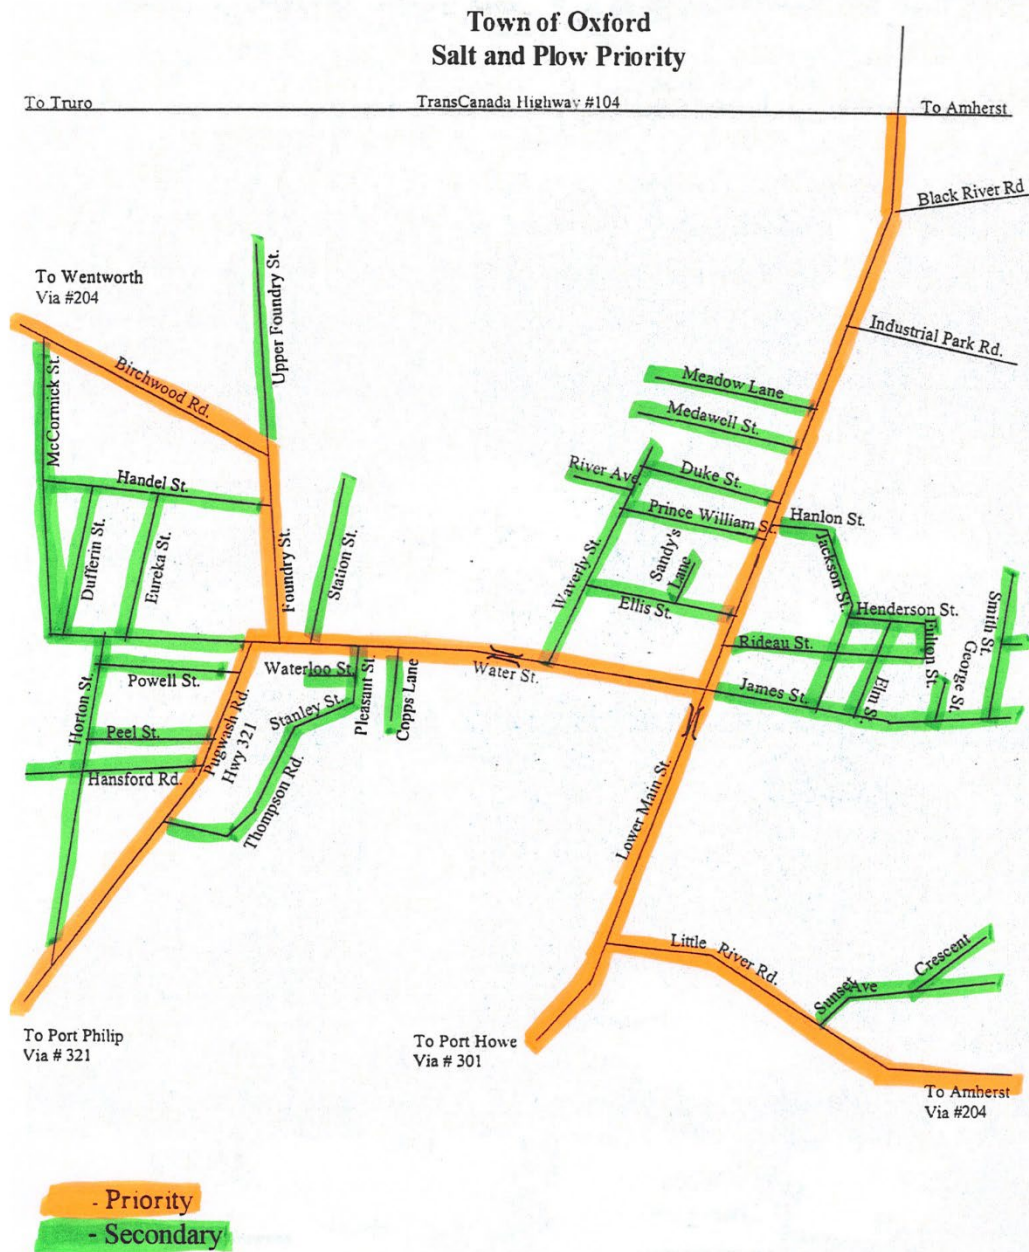 Town of Oxford
Salt and Plow Priority
To Truro
TransCanada Highway #104
To Amherst
Black River Rd
To Wentworth
Via #204
Upper Foundry St.
Industrial Park Rd.
McCormick St.
Birchwood Rd.
Meadow Lane
Medawell St.
River Ave
Duke St.
Handel St.
Prince William S
Hanlon St.
Dufferin St.
Eureka St.
Foundry St.
Station St.
Waverly St.
Sandy's
Lane
Jackson St.
Ellis St.
Henderson St.
Smith St.
Rideau St.
Fulton St.
George St.
Horton St.
Powell St.
Waterloo St.
Pleasant St.
Copps Lane
Water St.
James St.
Elm St.
Stanley St.
Peel St.
Pugwash Rd.
Hwy 321
Hansford Rd.
Thompson Rd.
Lower Main St.
Little River Rd.
Crescent
Sunset Ave
To Port Philip
Via # 321
To Port Howe
Via # 301
To Amherst
Via #204
- Priority
- Secondary